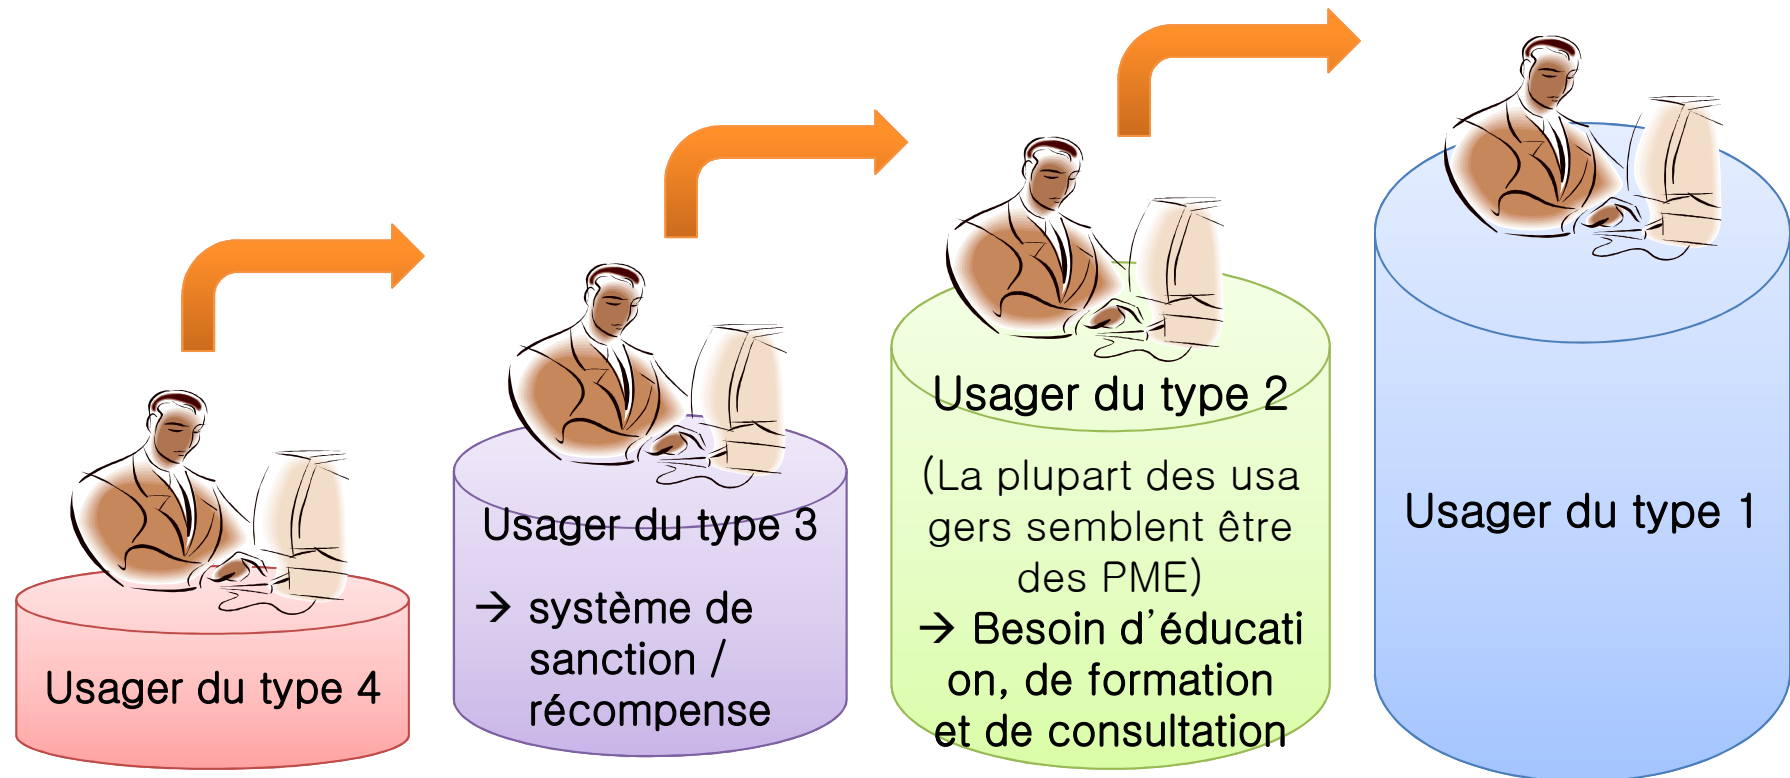 Usager du type 4
Usager du type 3
→ système de
sanction /
récompense
Usager du type 2
(La plupart des usa
gers semblent être
des PME)
→ Besoin d’éducati
on, de formation
et de consultation
Usager du type 1